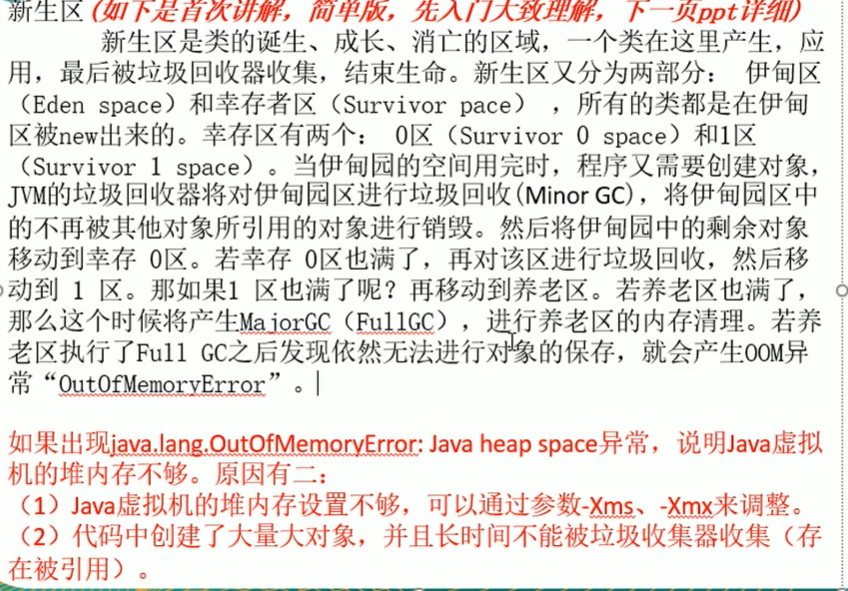 新生区(如下是首次讲解，简单版，先入门大致理解，下一页ppt详细)
新生区是类的诞生、成长、消亡的区域，一个类在这里产生，应
用，最后被垃圾回收器收集，结束生命。新生区又分为两部分： 伊甸区
（Eden space）和幸存者区（Survivor pace） ，所有的类都是在伊甸
区被new出来的。幸存区有两个： 0区（Survivor 0 space）和1区
（Survivor 1 space）。当伊甸园的空间用完时，程序又需要创建对象，
JVM的垃圾回收器将对伊甸园区进行垃圾回收(Minor GC)，将伊甸园区中
的不再被其他对象所引用的对象进行销毁。然后将伊甸园中的剩余对象
移动到幸存 0区。若幸存 0区也满了，再对该区进行垃圾回收，然后移
动到 1 区。那如果1 区也满了呢？再移动到养老区。若养老区也满了，
那么这个时候将产生MajorGC（FullGC），进行养老区的内存清理。若养
老区执行了Full GC之后发现依然无法进行对象的保存，就会产生OOM异
常“OutOfMemoryError”。
如果出现java.lang.OutOfMemoryError: Java heap space异常，说明Java虚拟
机的堆内存不够。原因有二：
（1）Java虚拟机的堆内存设置不够，可以通过参数-Xms、-Xmx来调整。
（2）代码中创建了大量大对象，并且长时间不能被垃圾收集器收集（存
在被引用）。